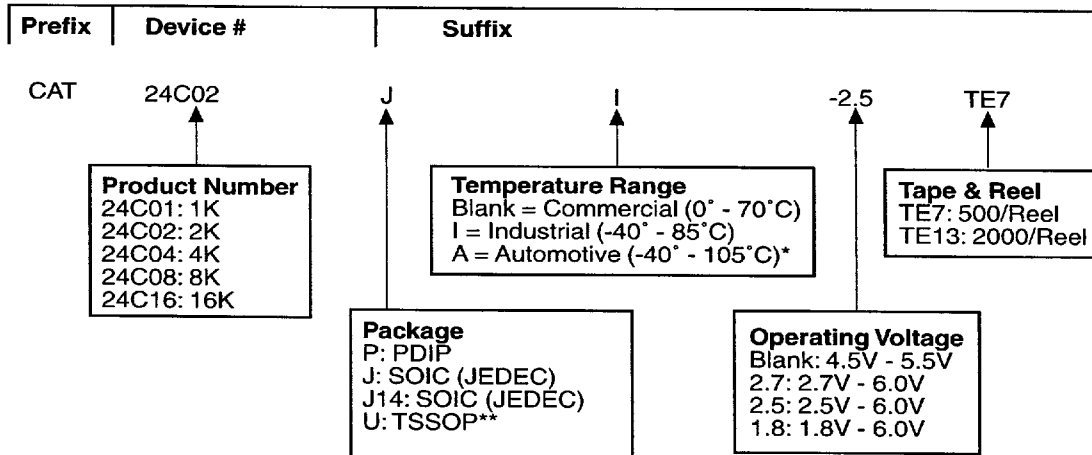 Prefix Device # Suffix
CAT 24C02 J I -2.5 TE7
Product Number
24C01: 1K
24C02: 2K
24C04: 4K
24C08: 8K
24C16: 16K
Temperature Range
Blank = Commercial (0˚ - 70˚C)
I = Industrial (-40˚ - 85˚C)
A = Automotive (-40˚ - 105˚C)*
Tape & Reel
TE7: 500/Reel
TE13: 2000/Reel
Package
P: PDIP
J: SOIC (JEDEC)
J14: SOIC (JEDEC)
U: TSSOP**
Operating Voltage
Blank: 4.5V - 5.5V
2.7: 2.7V - 6.0V
2.5: 2.5V - 6.0V
1.8: 1.8V - 6.0V